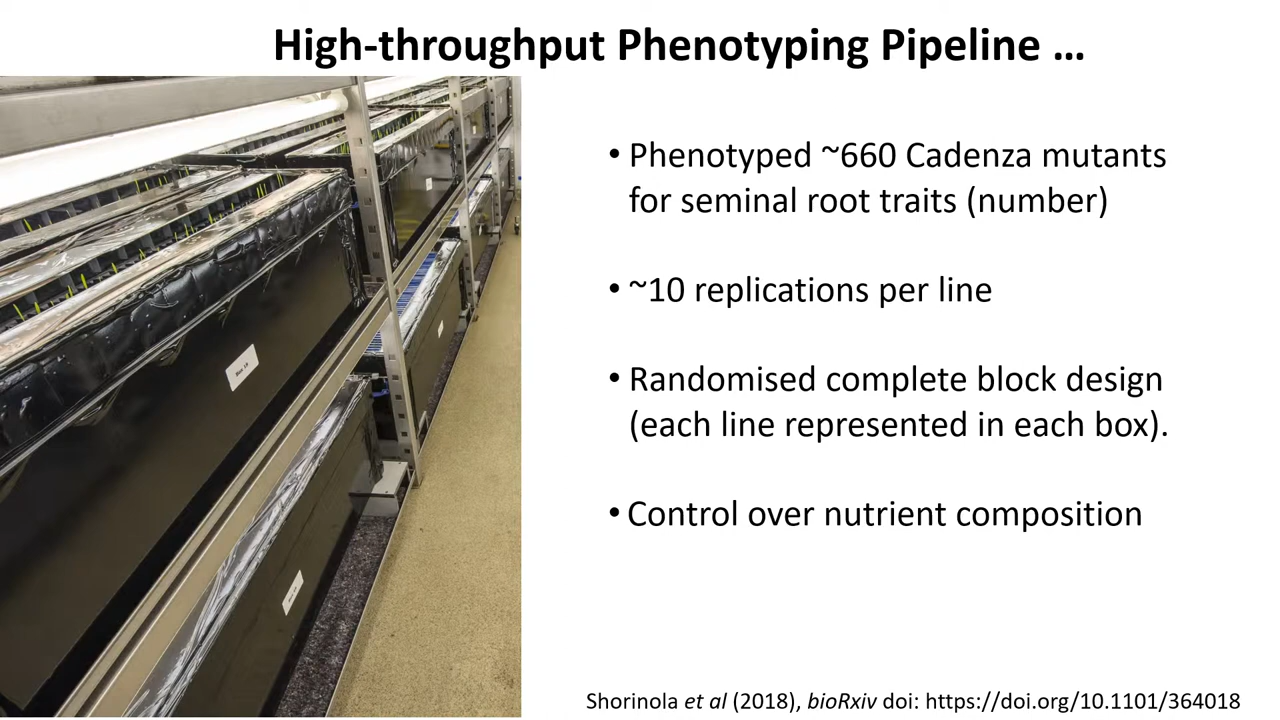 High-throughput Phenotyping Pipeline ...
• Phenotyped ~660 Cadenza mutants
for seminal root traits (number)
• ~10 replications per line
• Randomised complete block design
(each line represented in each box).
• Control over nutrient composition
Shorinola et al (2018), bioRxiv doi: https://doi.org/10.1101/364018